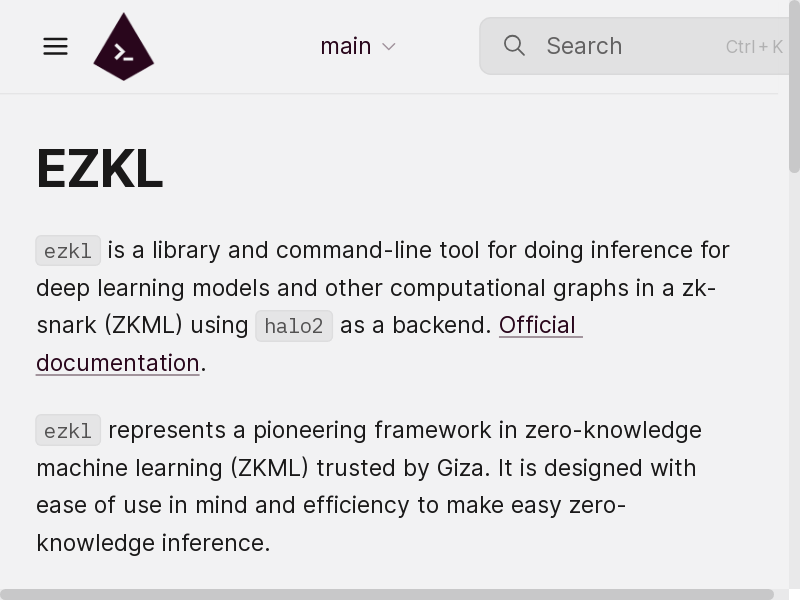 main
Search
Ctrl + K
EZKL
ezkl is a library and command-line tool for doing inference for
deep learning models and other computational graphs in a zk-
snark (ZKML) using halo2 as a backend. Official
documentation.
ezkl represents a pioneering framework in zero-knowledge
machine learning (ZKML) trusted by Giza. It is designed with
ease of use in mind and efficiency to make easy zero-
knowledge inference.